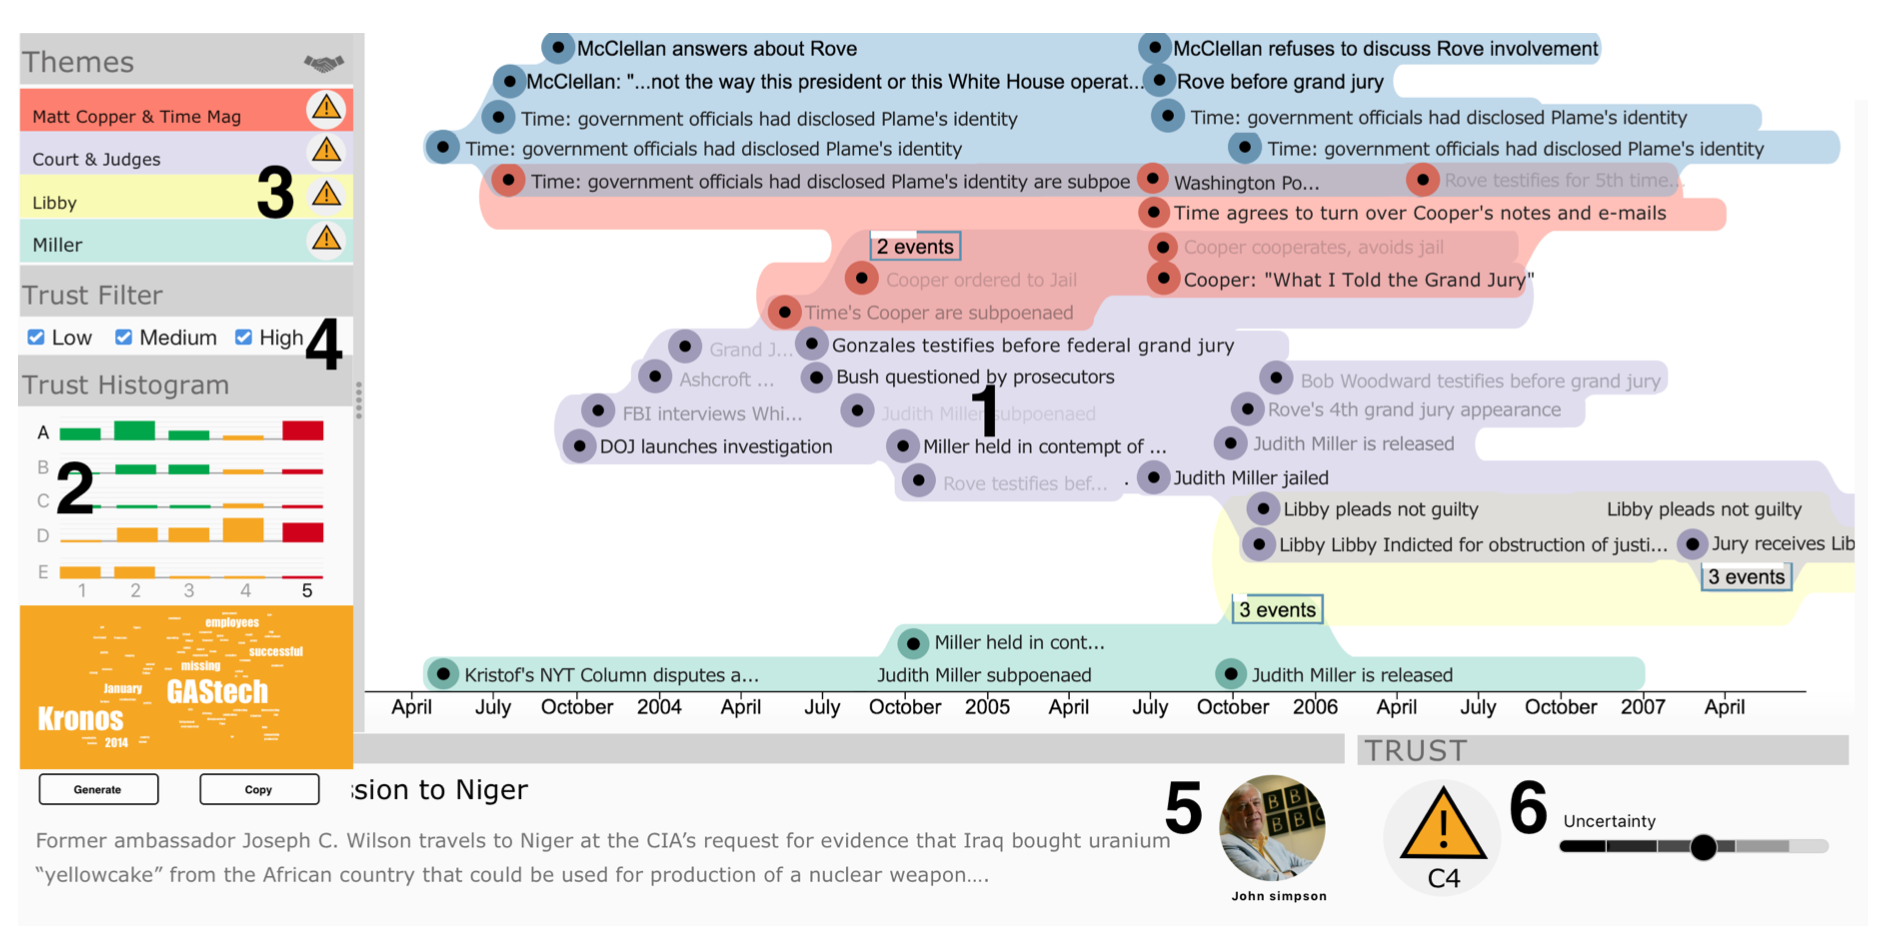 Themes
Matt Copper & Time Mag
Court & Judges
3
Libby
Miller
Trust Filter
Low Medium High
4
Trust Histogram
A
B
2
C
D
E
1 2 3 4 5
employees
successful
missing
January
GAStech
Kronos
2014
Generate Copy
McClellan answers about Rove McClellan refuses to discuss Rove involvement
McClellan: "...not the way this president or this White House operat... Rove before grand jury
Time: government officials had disclosed Plame's identity Time: government officials had disclosed Plame's identity
Time: government officials had disclosed Plame's identity Time: government officials had disclosed Plame's identity
Time: government officials had disclosed Plame's identity are subpoe Washington Po... Rove testifies for 5th time...
Time agrees to turn over Cooper's notes and e-mails
2 events Cooper cooperates, avoids jail
Cooper ordered to Jail Cooper: "What I Told the Grand Jury"
Time's Cooper are subpoenaed
Grand J... Gonzales testifies before federal grand jury
Ashcroft ... Bush questioned by prosecutors Bob Woodward testifies before grand jury
1
FBI interviews Whi... Judith Miller subpoenaed Rove's 4th grand jury appearance
DOJ launches investigation Miller held in contempt of ... Judith Miller is released
Rove testifies bef... . Judith Miller jailed
Libby pleads not guilty Libby pleads not guilty
Libby Libby Indicted for obstruction of justi... Jury receives Lib
3 events
3 events
Miller held in cont...
Kristof's NYT Column disputes a... Judith Miller subpoenaed Judith Miller is released
April July October 2004 April July October 2005 April July October 2006 April July October 2007 April
TRUST
ssion to Niger
5
6
Uncertainty
Former ambassador Joseph C. Wilson travels to Niger at the CIA's request for evidence that Iraq bought uranium
"yellowcake" from the African country that could be used for production of a nuclear weapon....
BB
BB
John simpson
C4